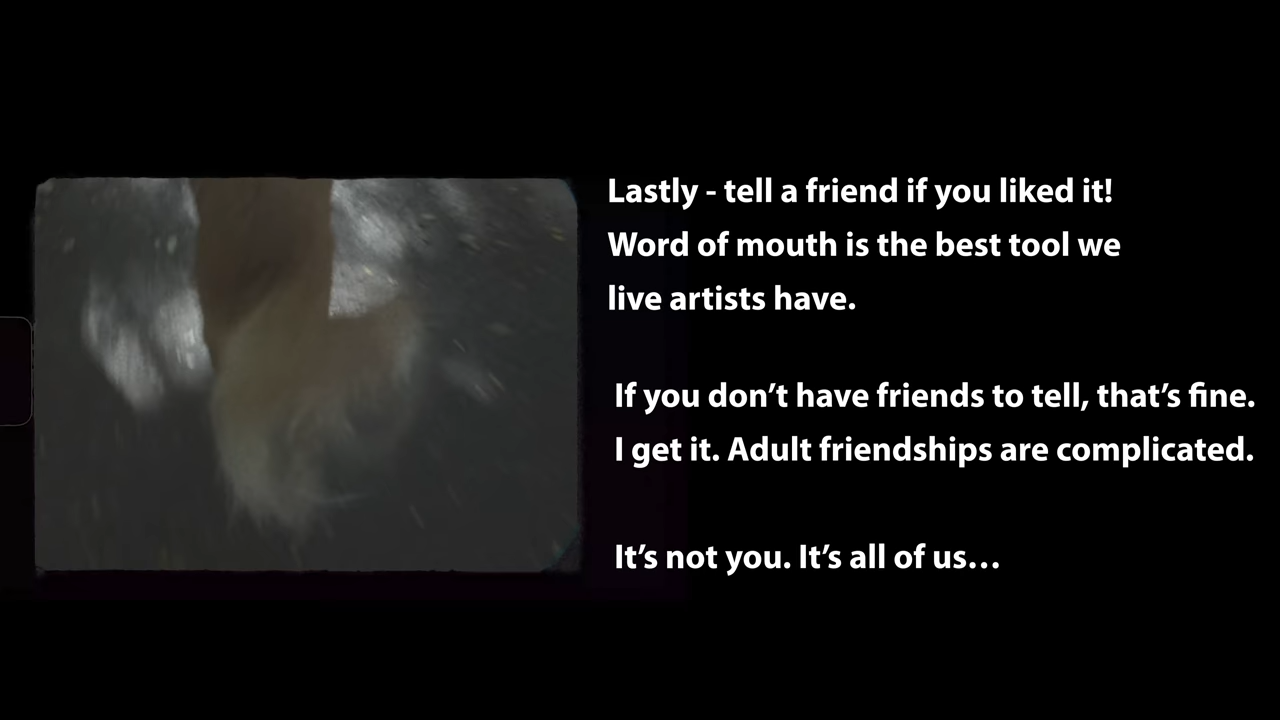 Lastly - tell a friend if you liked it!
Word of mouth is the best tool we
live artists have.
If you don’t have friends to tell, that’s fine.
I get it. Adult friendships are complicated.
It’s not you. It’s all of us…